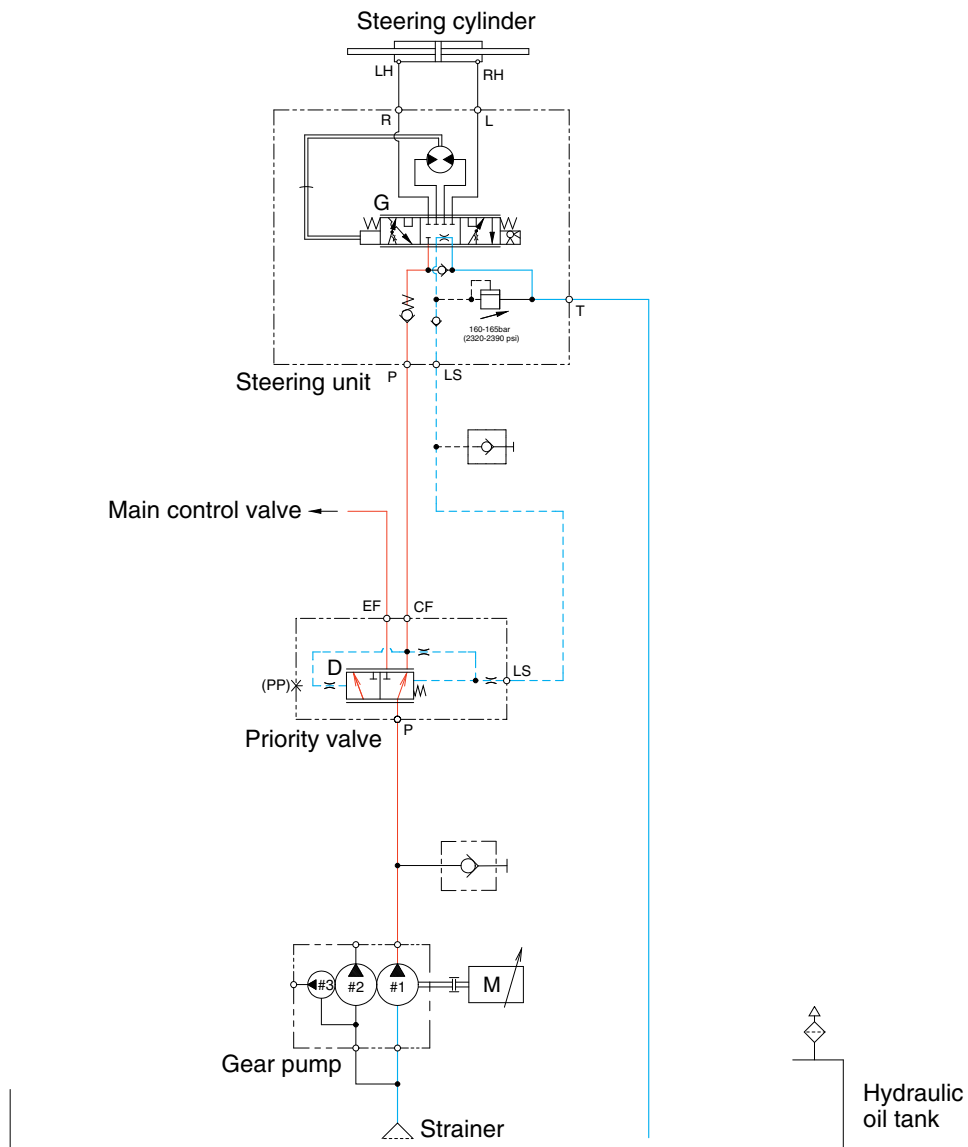 Steering cylinder
LH
RH
R
L
G
160-165bar
(2320-2390 psi)
T
Steering unit
P
LS
Main control valve
EF
CF
D
LS
(PP)
P
Priority valve
#3
#2
#1
M
Gear pump
Strainer
Hydraulic
oil tank